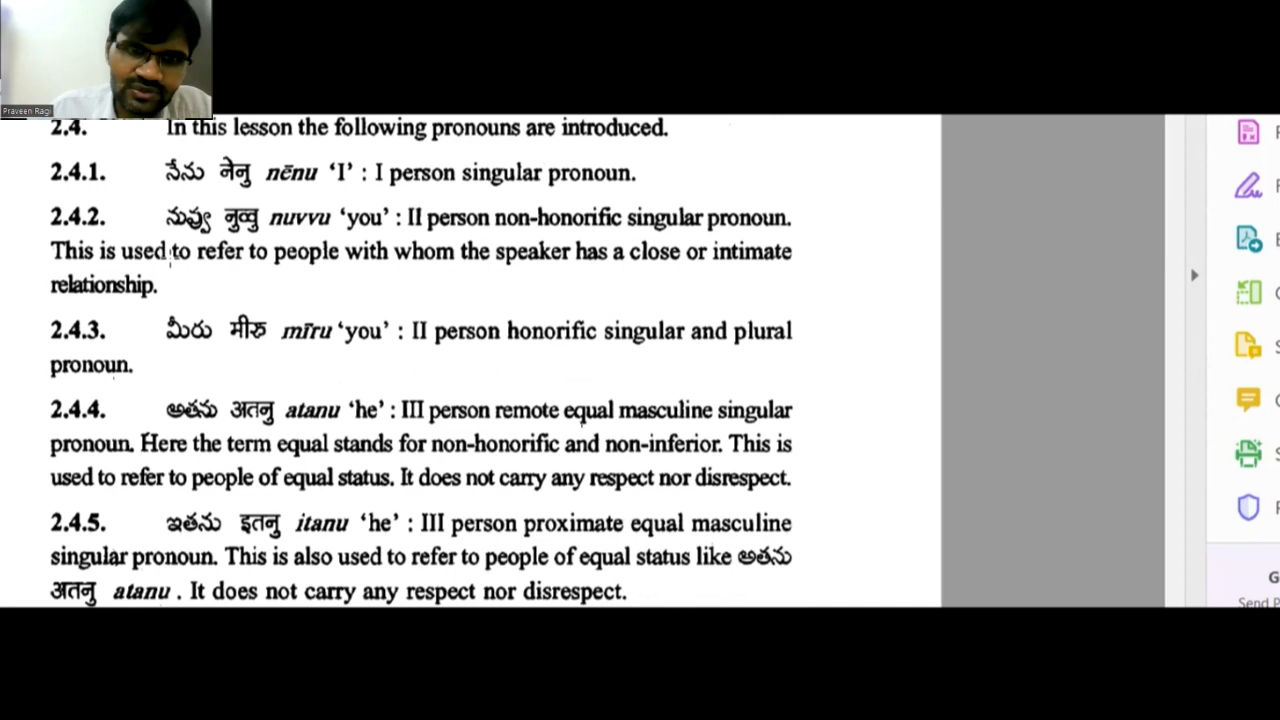 Praveen Ragi
2.4. In this lesson the following pronouns are introduced.
2.4.1. నేను नेनु nēnu ‘I’ : I person singular pronoun.
2.4.2. నువ్వు नुव्वु nuvvu ‘you’ : II person non-honorific singular pronoun.
This is used to refer to people with whom the speaker has a close or intimate
relationship.
2.4.3. మీరు मीरु mīru ‘you’ : II person honorific singular and plural
pronoun.
2.4.4. అతను अतनु atanu ‘he’ : III person remote equal masculine singular
pronoun. Here the term equal stands for non-honorific and non-inferior. This is
used to refer to people of equal status. It does not carry any respect nor disrespect.
2.4.5. ఇతను इतनु itanu ‘he’ : III person proximate equal masculine
singular pronoun. This is also used to refer to people of equal status like అతను
अतनु atanu . It does not carry any respect nor disrespect.
Send P